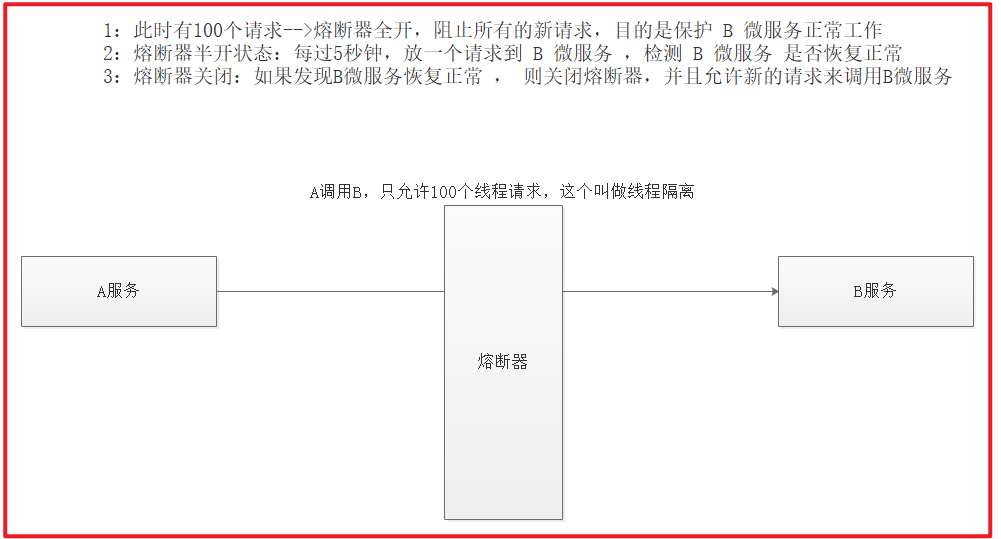 1：此时有100个请求-->熔断器全开，阻止所有的新请求，目的是保护 B 微服务正常工作
2：熔断器半开状态：每过5秒钟，放一个请求到 B 微服务 ，检测 B 微服务 是否恢复正常
3：熔断器关闭：如果发现B微服务恢复正常 ， 则关闭熔断器，并且允许新的请求来调用B微服务
A调用B，只允许100个线程请求，这个叫做线程隔离
A服务
B服务
熔断器